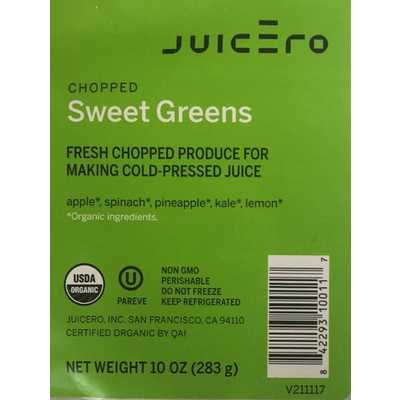 JUICEro
CHOPPED
Sweet Greens
FRESH CHOPPED PRODUCE FOR
MAKING COLD-PRESSED JUICE
apple*, spinach*, pineapple*, kale*, lemon*
*Organic ingredients.
USDA
ORGANIC
U
PAREVE
NON GMO
PERISHABLE
DO NOT FREEZE
KEEP REFRIGERATED
JUICERO, INC. SAN FRANCISCO, CA 94110
CERTIFIED ORGANIC BY QAI
NET WEIGHT 10 OZ (283 g)
8 42293 10011 7
V211117